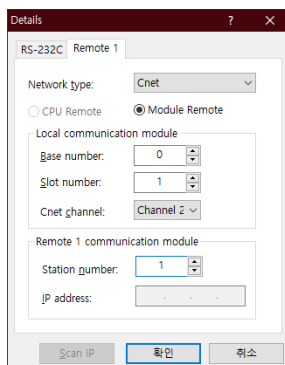 Details ? ×
RS-232C Remote 1
Network type: Cnet
CPU Remote Module Remote
Local communication module
Base number: 0
Slot number: 1
Cnet channel: Channel 2
Remote 1 communication module
Station number: 1
IP address: . . .
Scan IP 확인 취소